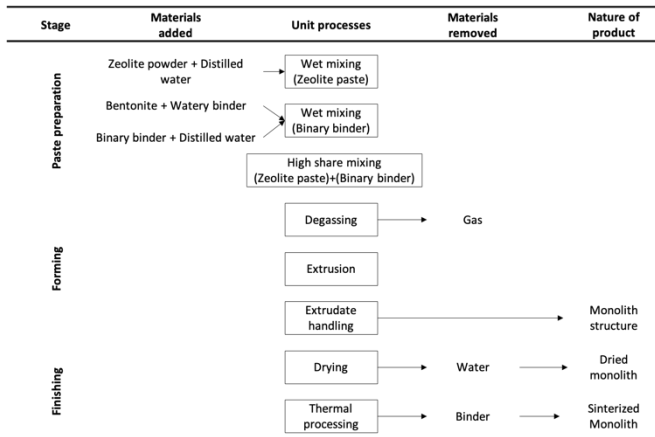 Stage
Materials
added
Unit processes
Materials
removed
Nature of
product
Paste preparation
Zeolite powder + Distilled
water
Wet mixing
(Zeolite paste)
Bentonite + Watery binder
Binary binder + Distilled water
Wet mixing
(Binary binder)
High share mixing
(Zeolite paste)+(Binary binder)
Forming
Degassing
Gas
Extrusion
Extrudate
handling
Monolith
structure
Finishing
Drying
Water
Dried
monolith
Thermal
processing
Binder
Sinterized
Monolith